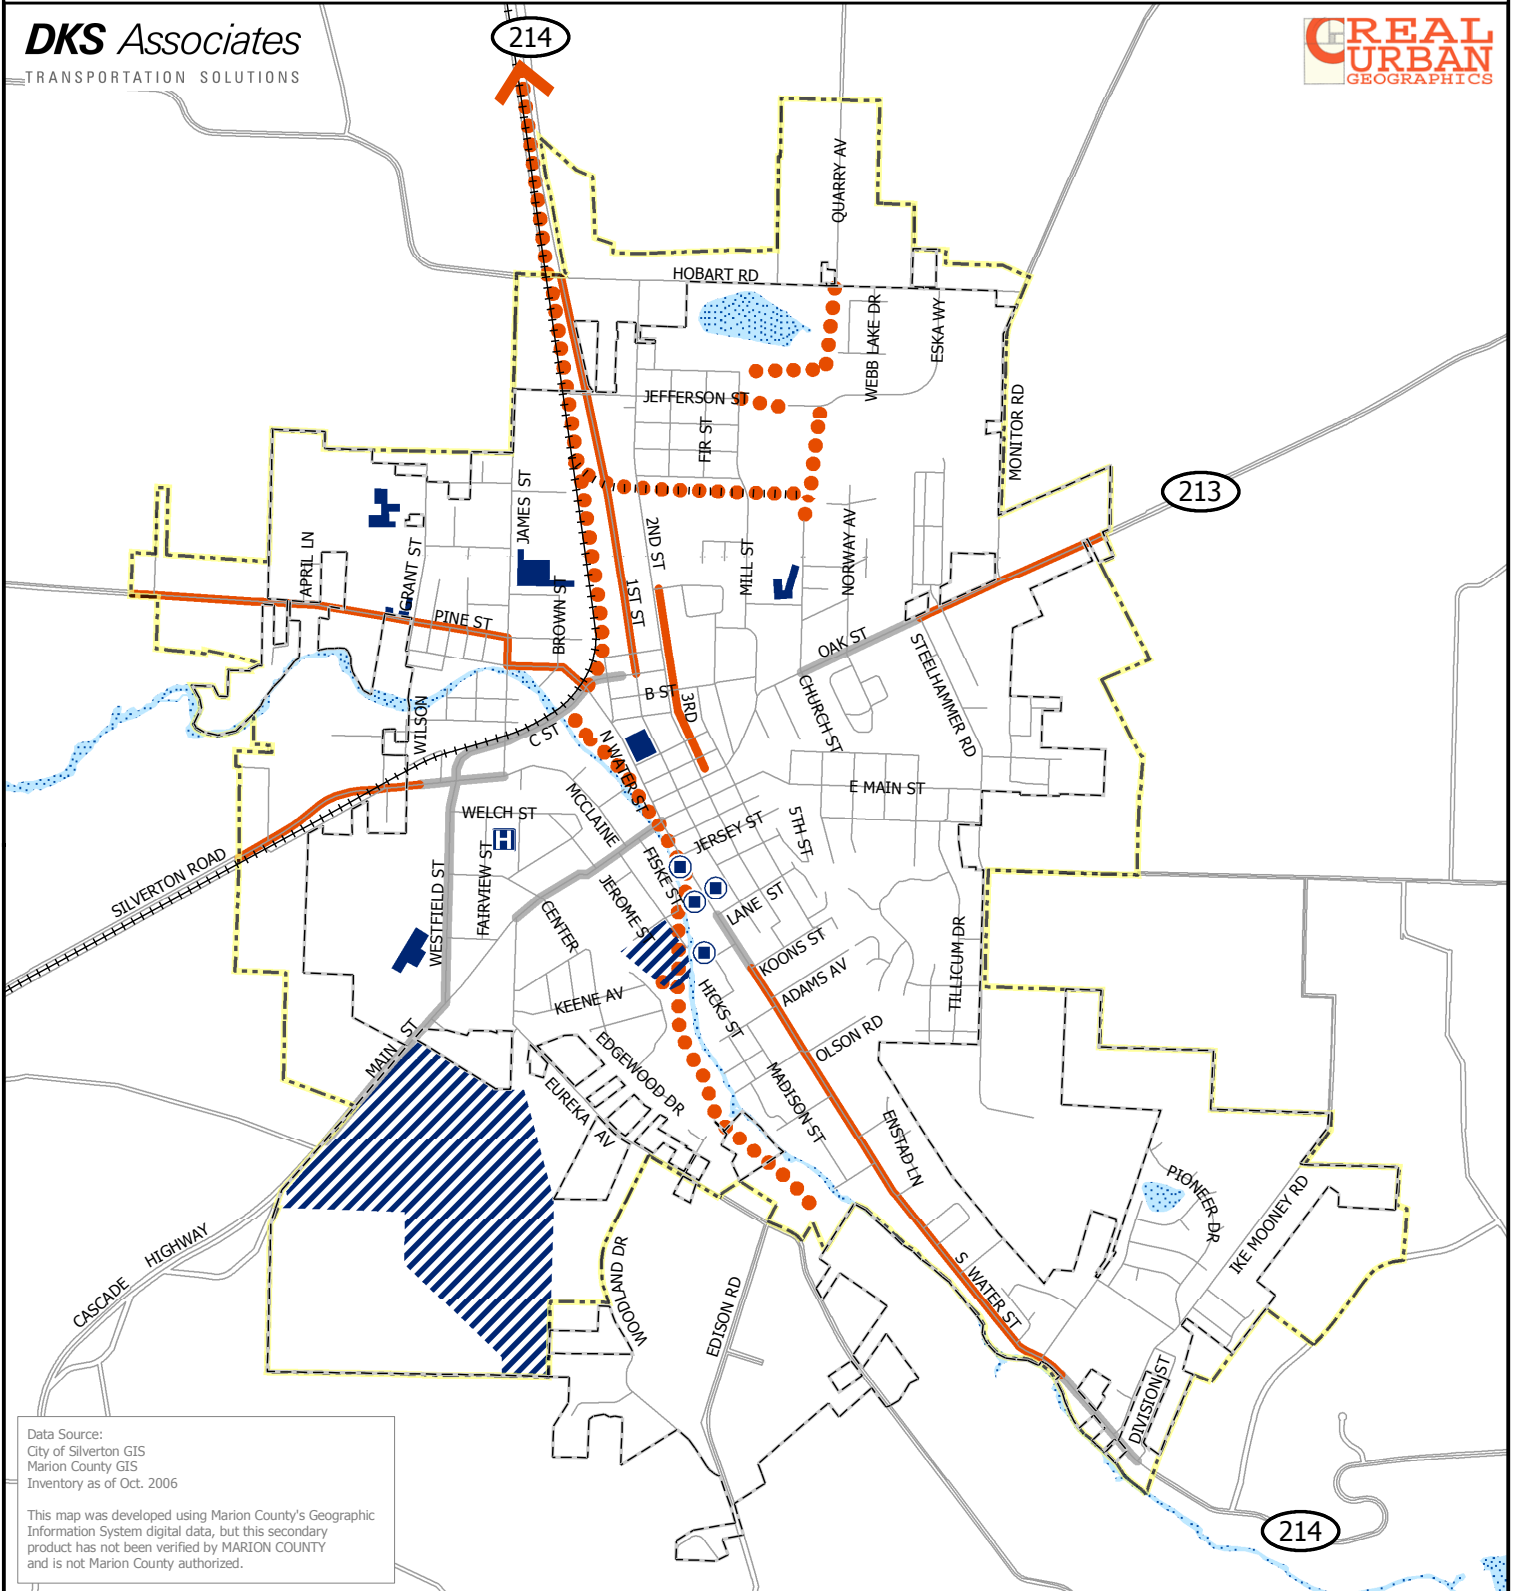 DKS Associates
TRANSPORTATION SOLUTIONS
214
REAL
URBAN
GEOGRAPHICS
QUARRY AV
HOBART RD
WEBB LAKE DR
ESKA WY
JEFFERSON ST
FIR ST
MONITOR RD
213
JAMES ST
APRIL LN
GRANT ST
2ND ST
MILL ST
NORWAY AV
PINE ST
BROWN ST
1ST ST
OAK ST
STEELHAMMER RD
B ST
3RD
CHURCH ST
WILSON
C ST
N WATER ST
E MAIN ST
MCCLAINE
WELCH ST
H
JERSEY ST
5TH ST
SILVERTON ROAD
WESTFIELD ST
FAIRVIEW ST
FISKE ST
JEROME ST
LANE ST
CENTER
KOONS ST
ADAMS AV
TILLICUM DR
KEENE AV
HICKS ST
OLSON RD
MAIN ST
EDGEWOOD DR
EUREKA AV
MADISON ST
ENSTAD LN
PIONEER DR
IKE MOONEY RD
CASCADE HIGHWAY
WOODLAND DR
EDISON RD
S WATER ST
DIVISION ST
214
Data Source:
City of Silverton GIS
Marion County GIS
Inventory as of Oct. 2006
This map was developed using Marion County's Geographic
Information System digital data, but this secondary
product has not been verified by MARION COUNTY
and is not Marion County authorized.